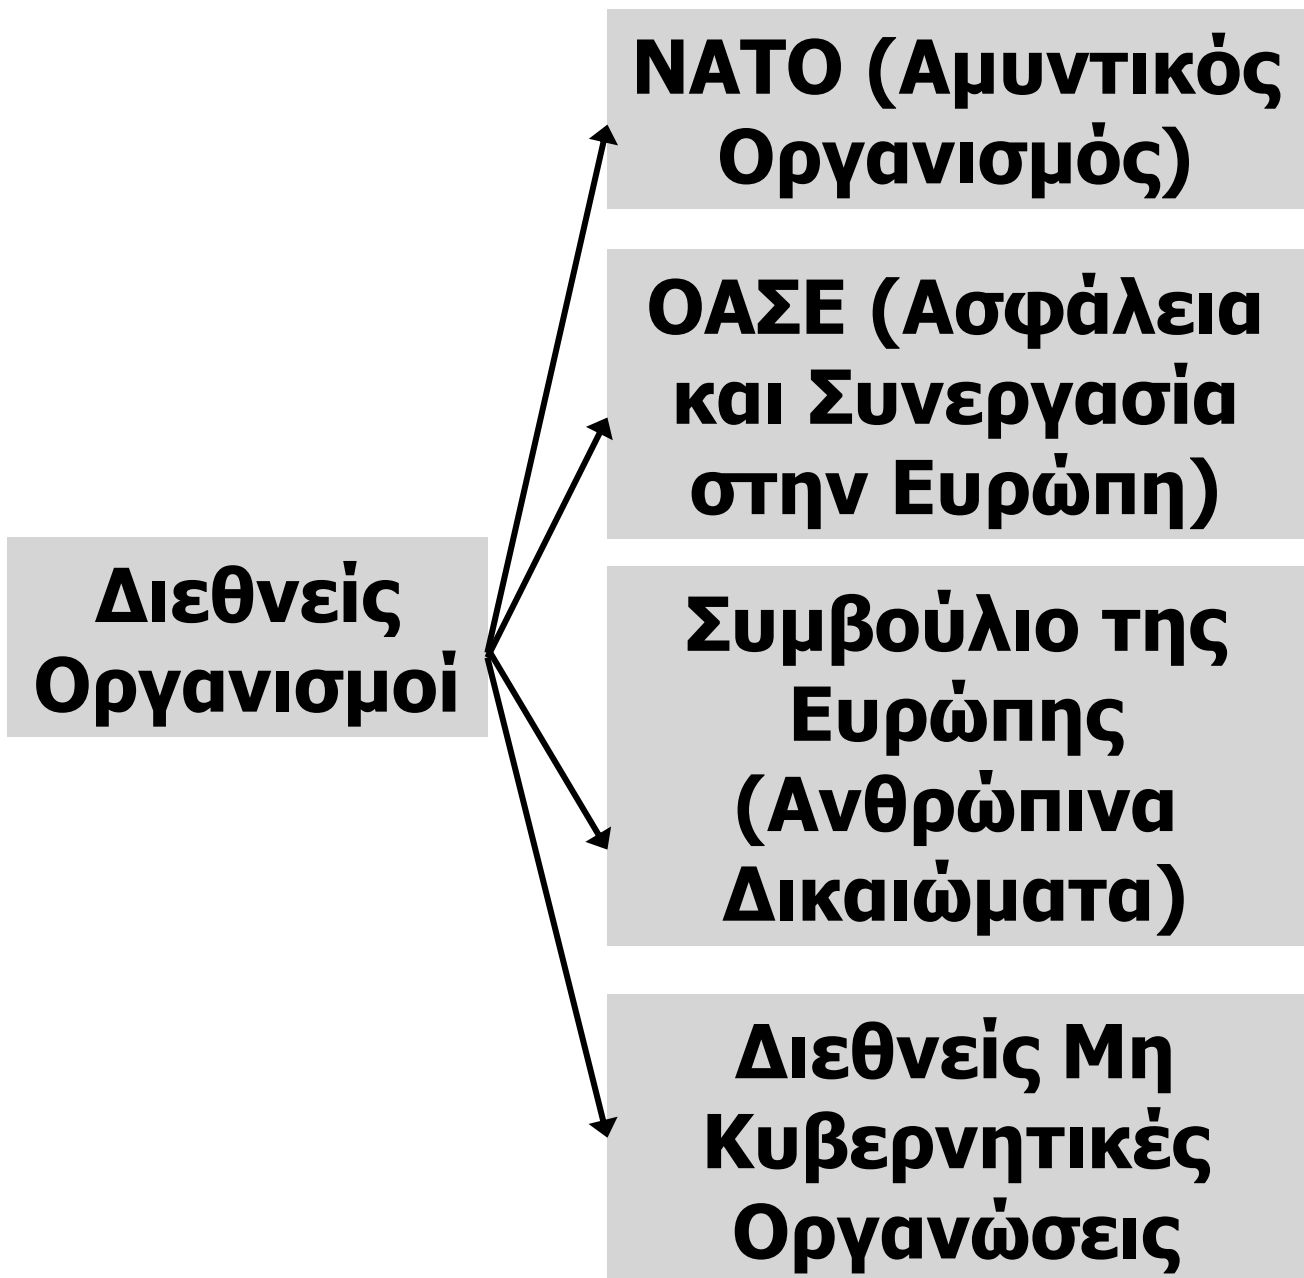 Διεθνείς
Οργανισμοί
ΝΑΤΟ (Αμυντικός
Οργανισμός)
ΟΑΣΕ (Ασφάλεια
και Συνεργασία
στην Ευρώπη)
Συμβούλιο της
Ευρώπης
(Ανθρώπινα
Δικαιώματα)
Διεθνείς Μη
Κυβερνητικές
Οργανώσεις